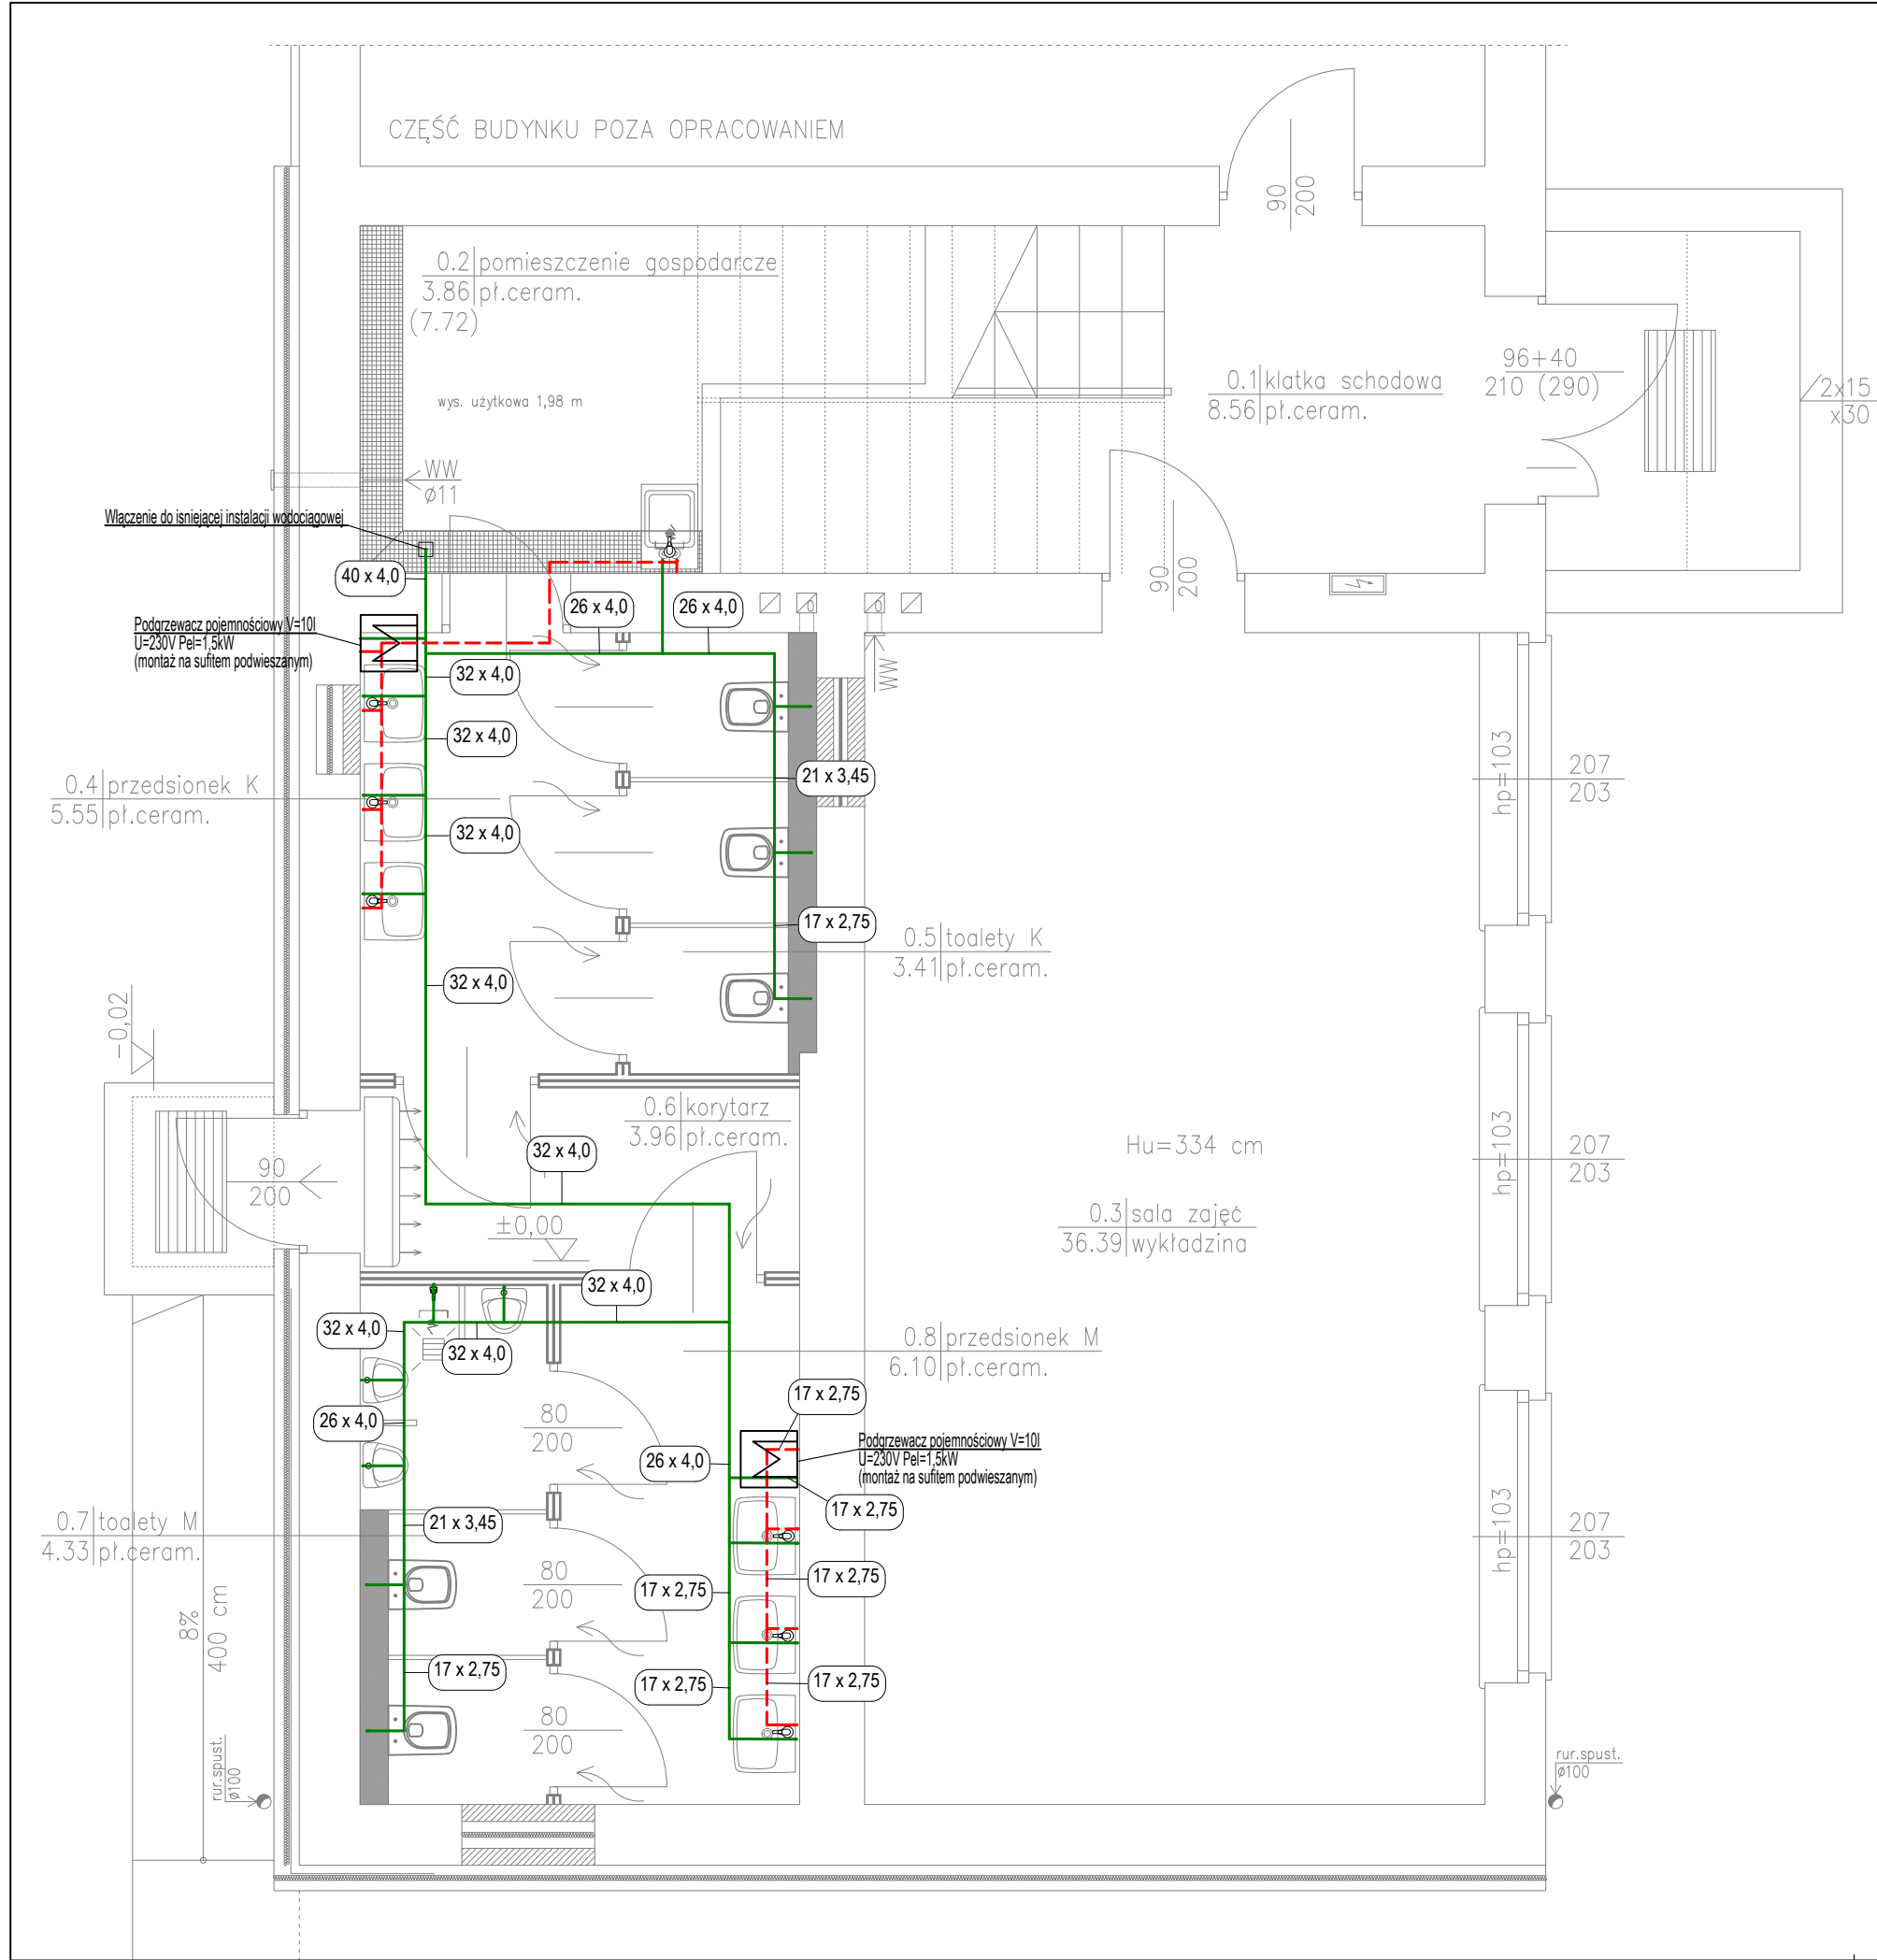 CZĘŚĆ BUDYNKU POZA OPRACOWANIEM
90
200
0.2 pomieszczenie gospodarcze
3.86 pł.ceram.
(7.72)
wys. użytkowa 1,98 m
0.1 klatka schodowa
8.56 pł.ceram.
96+40
210 (290)
2x15
x30
WW
ø11
Włączenie do isniejącej instalacji wodociągowej
40 x 4,0
90
200
26 x 4,0
26 x 4,0
Podgrzewacz pojemnościowy V=10l
U=230V Pel=1,5kW
(montaż na sufitem podwieszanym)
WW
32 x 4,0
32 x 4,0
21 x 3,45
0.4 przedsionek K
5.55 pł.ceram.
32 x 4,0
hp=103
207
203
17 x 2,75
0.5 toalety K
3.41 pł.ceram.
32 x 4,0
-0,02
0.6 korytarz
3.96 pł.ceram.
32 x 4,0
Hu=334 cm
hp=103
207
203
90
200
±0,00
0.3 sala zajęć
36.39 wykładzina
32 x 4,0
32 x 4,0
32 x 4,0
0.8 przedsionek M
6.10 pł.ceram.
17 x 2,75
26 x 4,0
80
200
26 x 4,0
Podgrzewacz pojemnościowy V=10l
U=230V Pel=1,5kW
(montaż na sufitem podwieszanym)
17 x 2,75
0.7 toalety M
4.33 pł.ceram.
21 x 3,45
hp=103
207
203
80
200
17 x 2,75
17 x 2,75
8%
400 cm
17 x 2,75
17 x 2,75
17 x 2,75
80
200
rur.spust.
ø100
rur.spust.
ø100